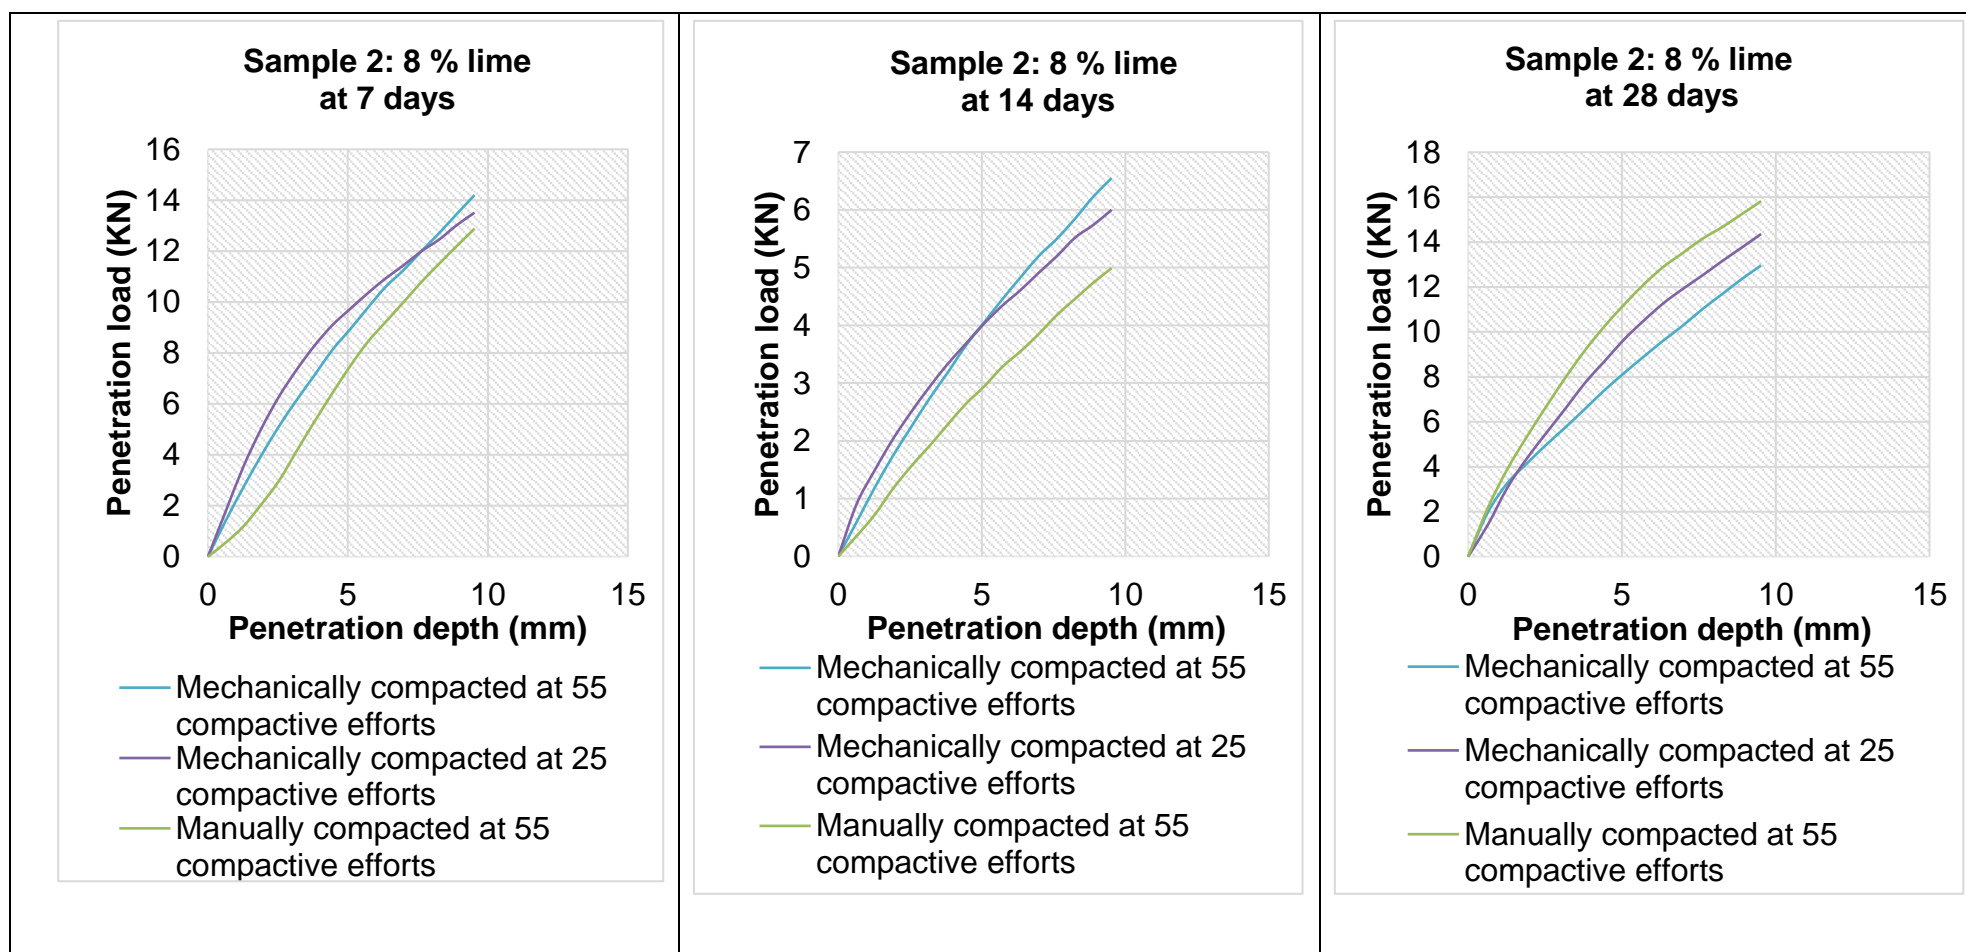 Sample 2: 8 % lime
at 7 days
16
14
12
10
8
6
4
2
0
Penetration load (KN)
0 5 10 15
Penetration depth (mm)
Mechanically compacted at 55
compactive efforts
Mechanically compacted at 25
compactive efforts
Manually compacted at 55
compactive efforts
Sample 2: 8 % lime
at 14 days
7
6
5
4
3
2
1
0
Penetration load (KN)
0 5 10 15
Penetration depth (mm)
Mechanically compacted at 55
compactive efforts
Mechanically compacted at 25
compactive efforts
Manually compacted at 55
compactive efforts
Sample 2: 8 % lime
at 28 days
18
16
14
12
10
8
6
4
2
0
Penetration load (KN)
0 5 10 15
Penetration depth (mm)
Mechanically compacted at 55
compactive efforts
Mechanically compacted at 25
compactive efforts
Manually compacted at 55
compactive efforts